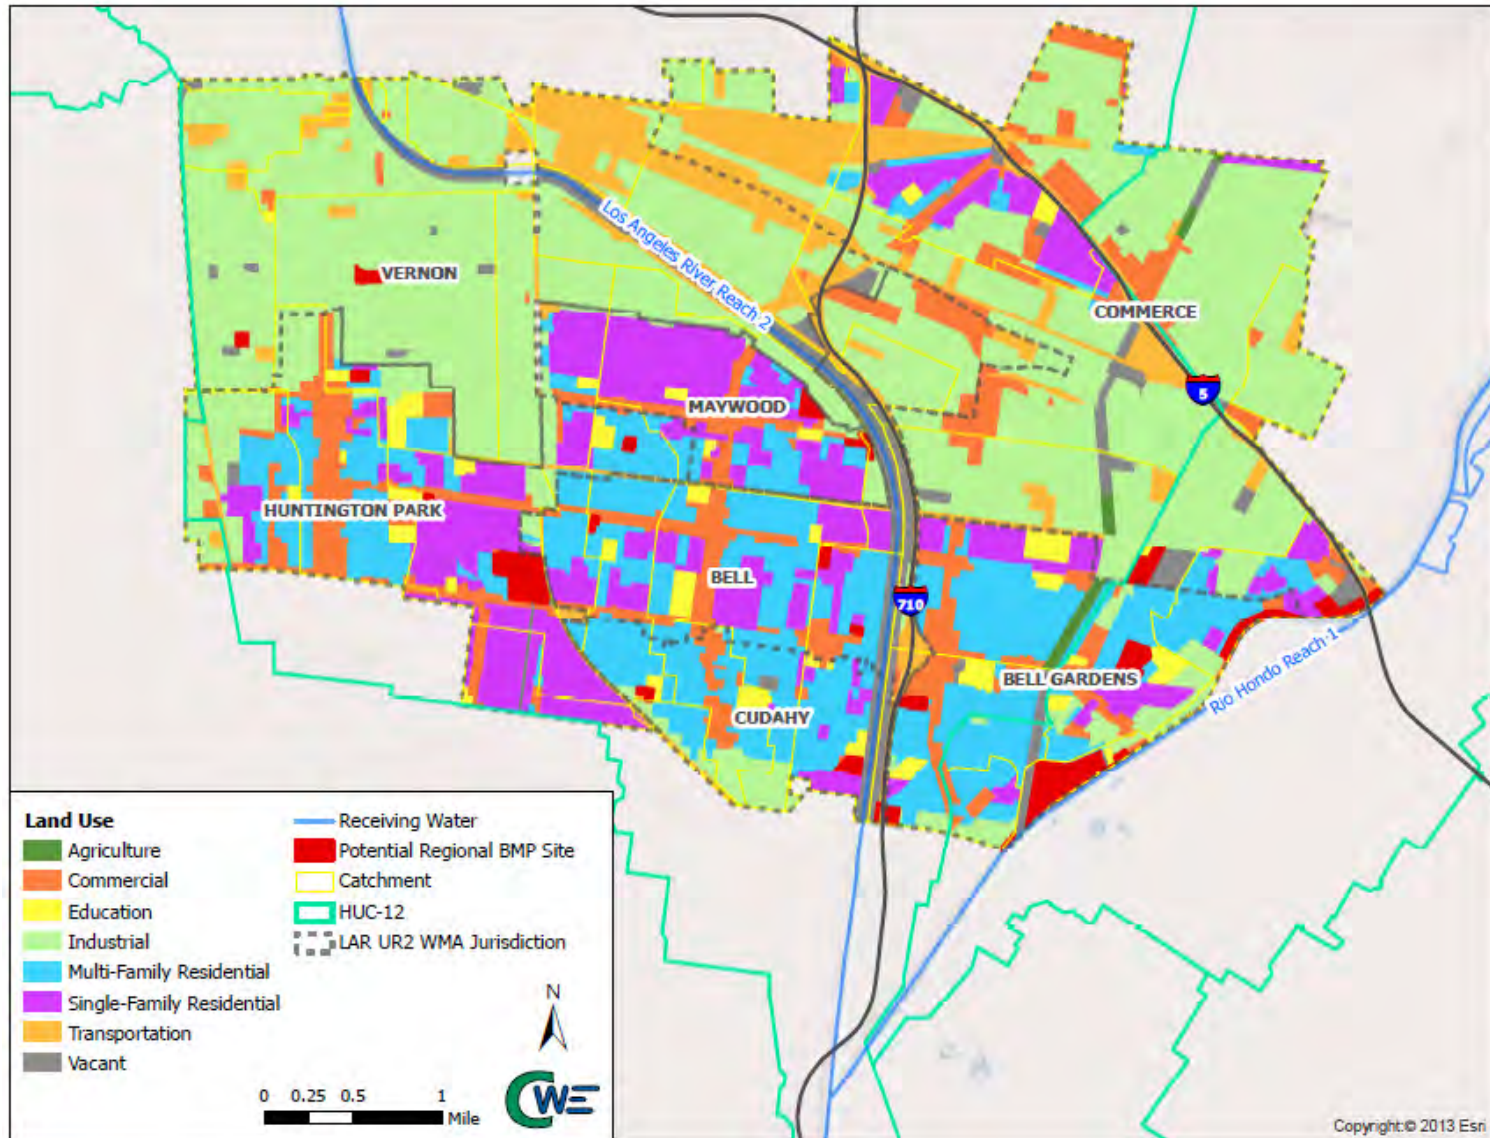 Los Angeles River Reach 2
VERNON
COMMERCE
5
MAYWOOD
HUNTINGTON PARK
BELL
710
BELL GARDENS
Rio Hondo Reach 1
CUDAHY
Land Use
Agriculture
Commercial
Education
Industrial
Multi-Family Residential
Single-Family Residential
Transportation
Vacant
Receiving Water
Potential Regional BMP Site
Catchment
HUC-12
LAR UR2 WMA Jurisdiction
N
0 0.25 0.5 1
Mile
CWE
Copyright:© 2013 Esri